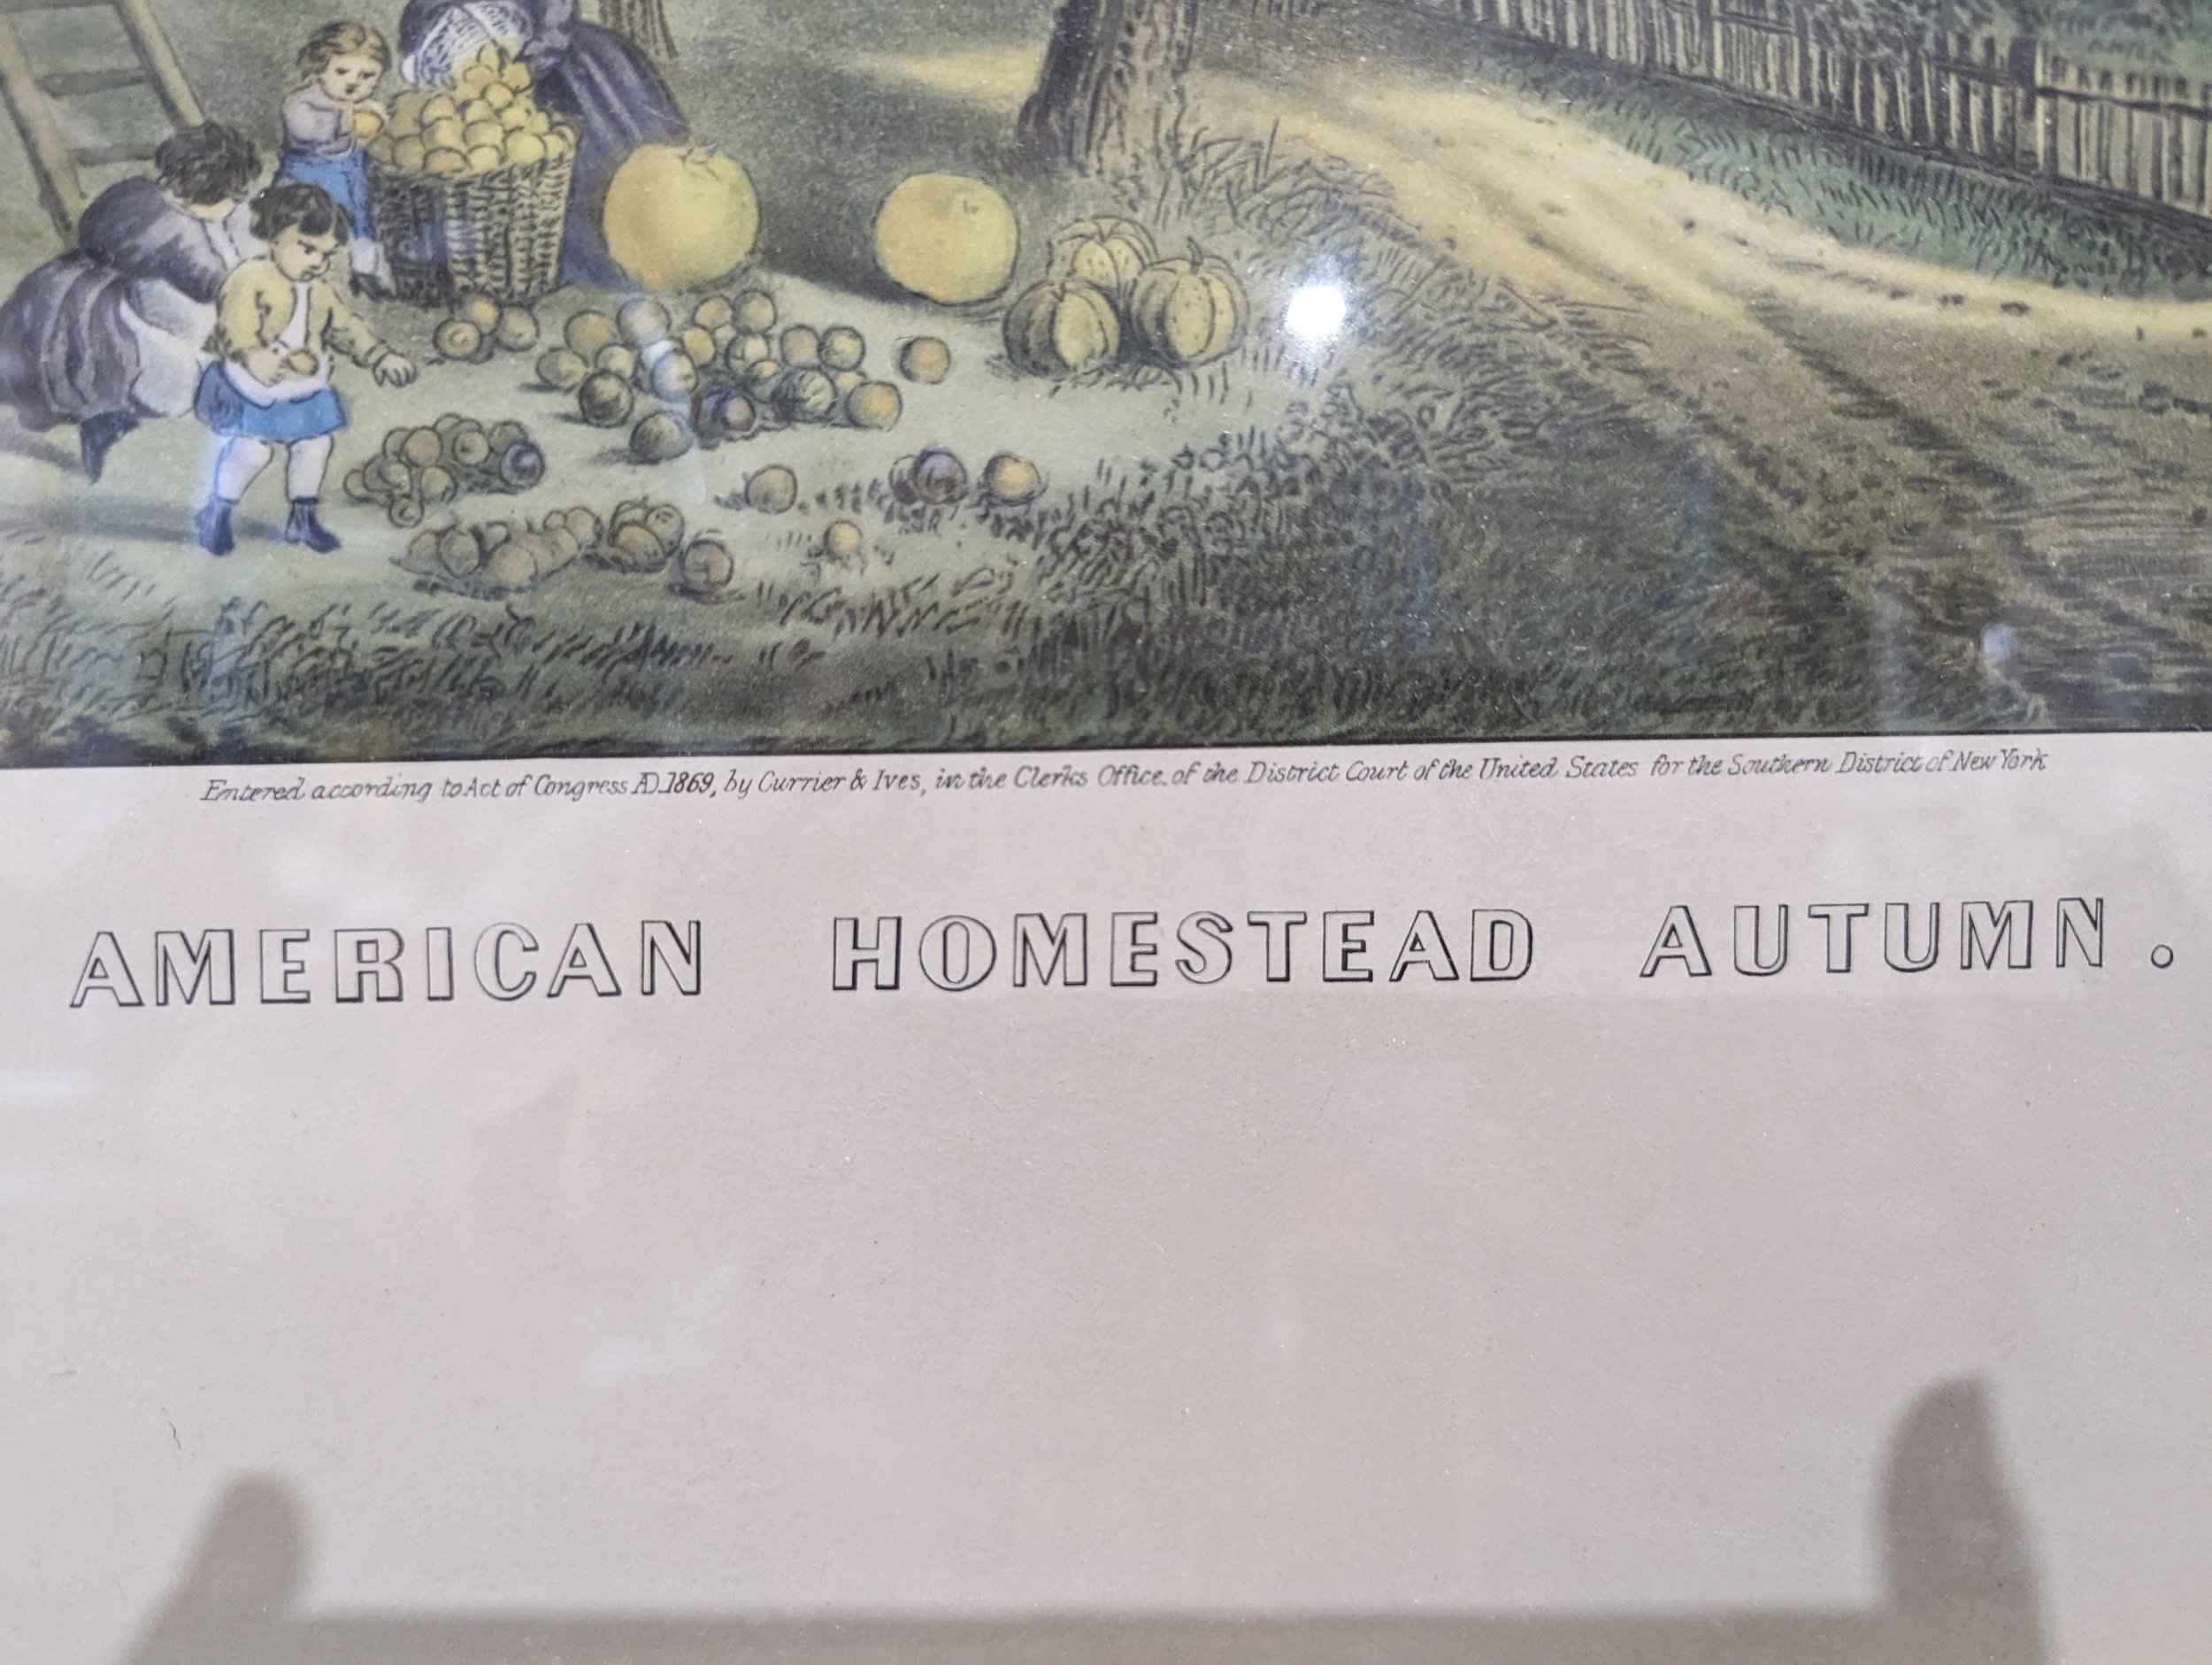 Entered according to Act of Congress AD.1869, by Currier & Ives, in the Clerks Office of the District Court of the United States for the Southern District of New York
AMERICAN HOMESTEAD AUTUMN.